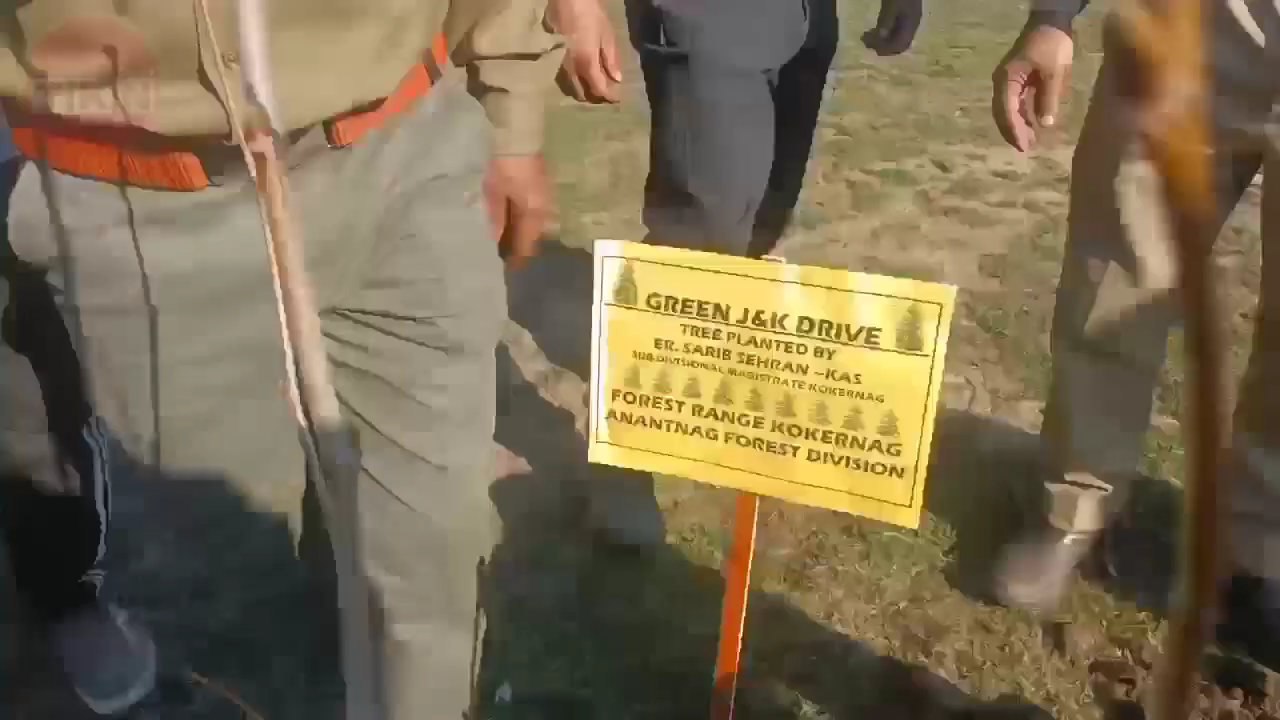 GREEN J&K DRIVE
TREE PLANTED BY
ER. SARIB SEHRAN -KAS
SUB-DIVISIONAL MAGISTRATE KOKERNAG
FOREST RANGE KOKERNAG
ANANTNAG FOREST DIVISION